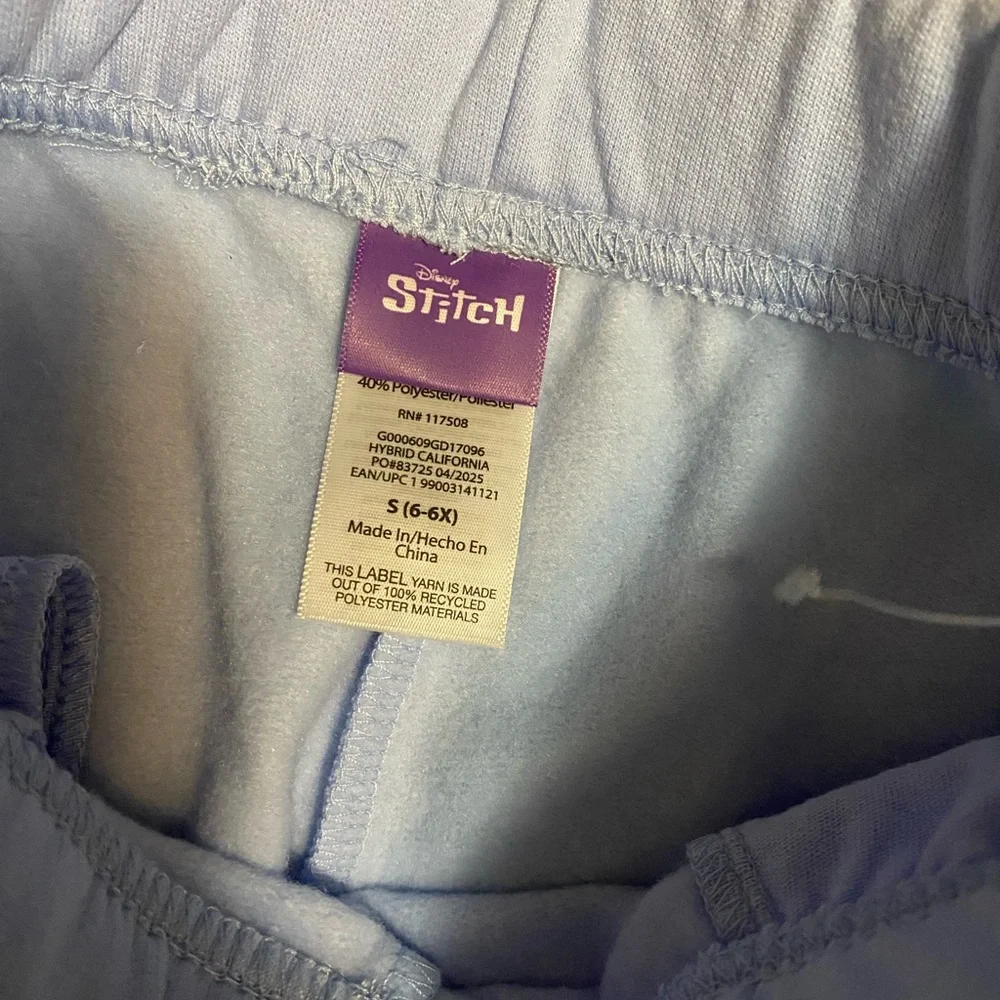 Disney
STitCH
40% Polyester/Poliéster
RN# 117508
G000609GD17096
HYBRID CALIFORNIA
PO#83725 04/2025
EAN/UPC 1 99003141121
S (6-6X)
Made In/Hecho En
China
THIS LABEL YARN IS MADE
OUT OF 100% RECYCLED
POLYESTER MATERIALS